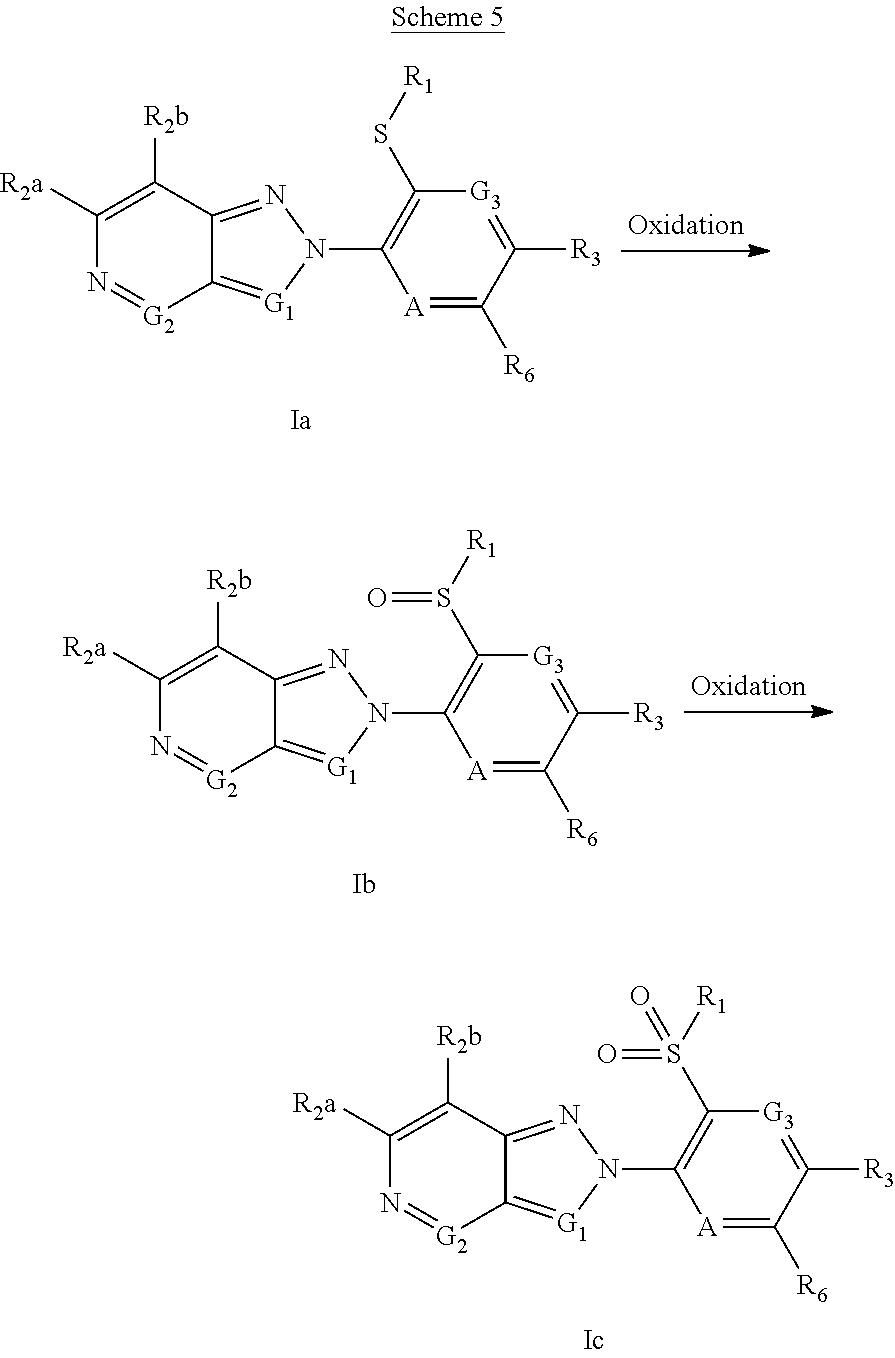 Scheme 5
R1
R2b
S
R2a
N
G3
N
R3
Oxidation
N
G2
G1
A
R6
Ia
R1
O
S
R2b
R2a
N
G3
Oxidation
N
R3
N
G2
G1
A
R6
Ib
O
R1
R2b
O
S
R2a
N
G3
N
R3
N
G2
G1
A
R6
Ic